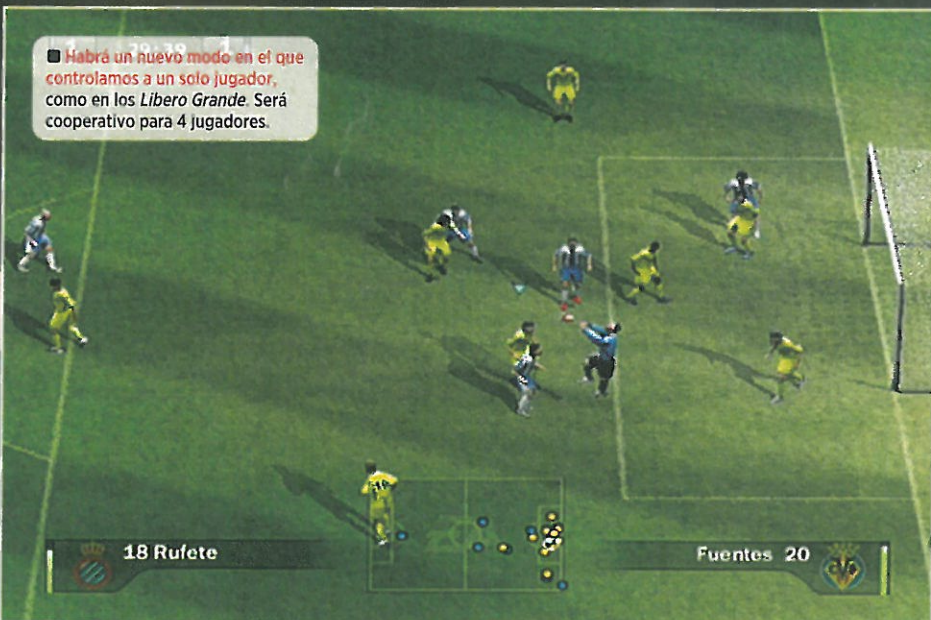 ■ Habrá un nuevo modo en el que
controlamos a un solo jugador,
como en los Libero Grande. Será
cooperativo para 4 jugadores.
18 Rufete
Fuentes 20